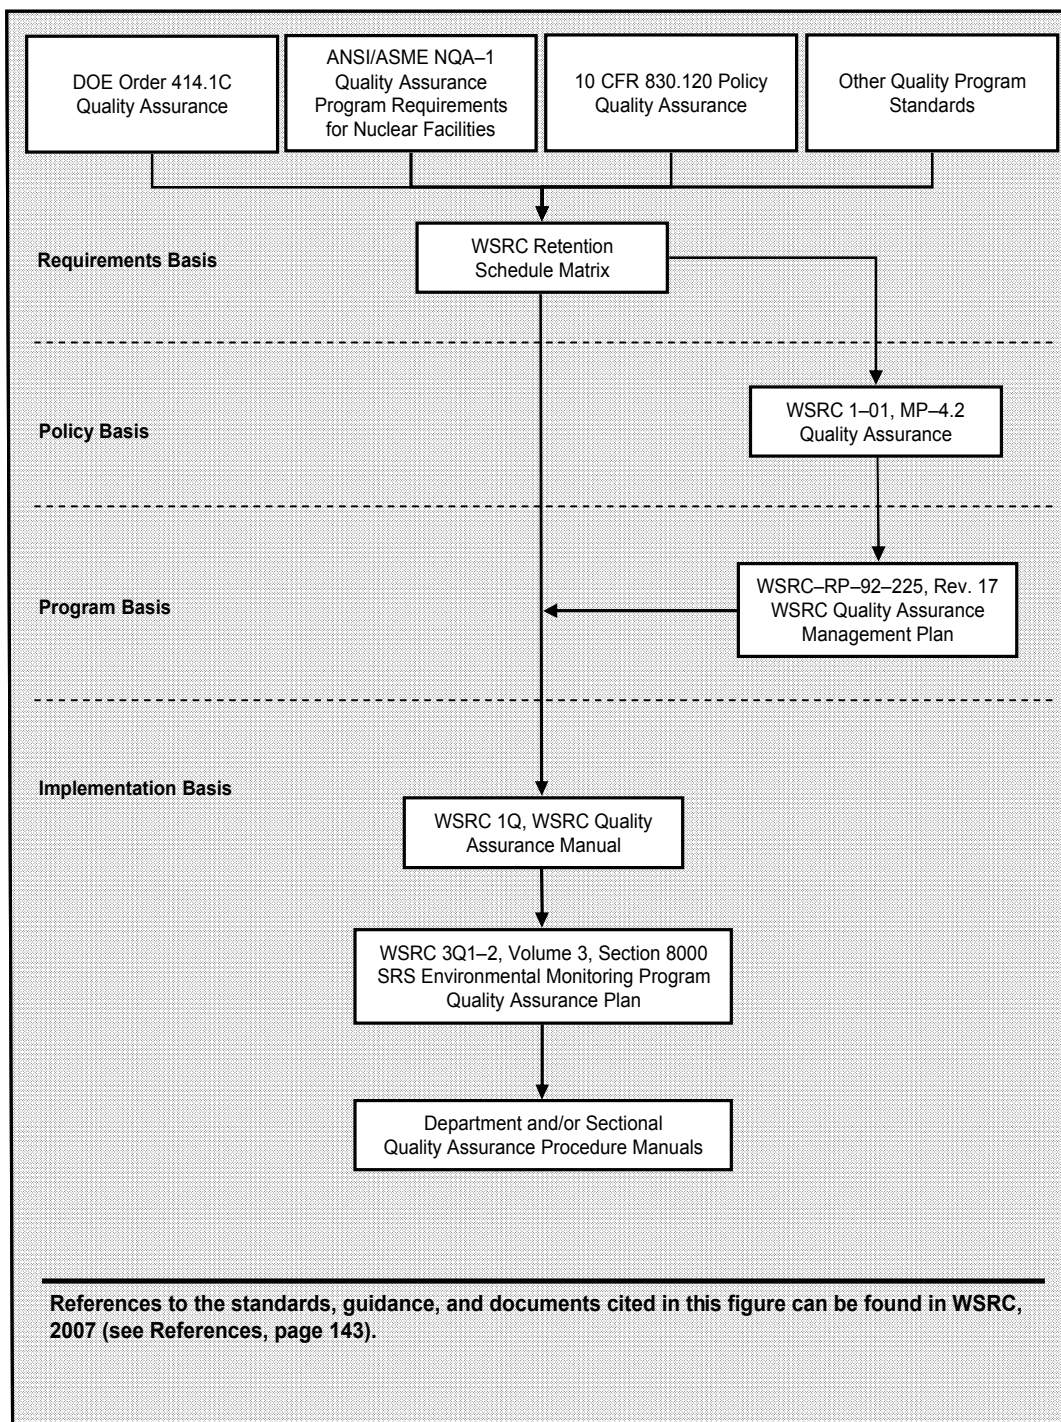 DOE Order 414.1C
Quality Assurance
ANSI/ASME NQA–1
Quality Assurance
Program Requirements
for Nuclear Facilities
10 CFR 830.120 Policy
Quality Assurance
Other Quality Program
Standards
Requirements Basis
WSRC Retention
Schedule Matrix
Policy Basis
WSRC 1–01, MP–4.2
Quality Assurance
Program Basis
WSRC–RP–92–225, Rev. 17
WSRC Quality Assurance
Management Plan
Implementation Basis
WSRC 1Q, WSRC Quality
Assurance Manual
WSRC 3Q1–2, Volume 3, Section 8000
SRS Environmental Monitoring Program
Quality Assurance Plan
Department and/or Sectional
Quality Assurance Procedure Manuals
References to the standards, guidance, and documents cited in this figure can be found in WSRC,
2007 (see References, page 143).